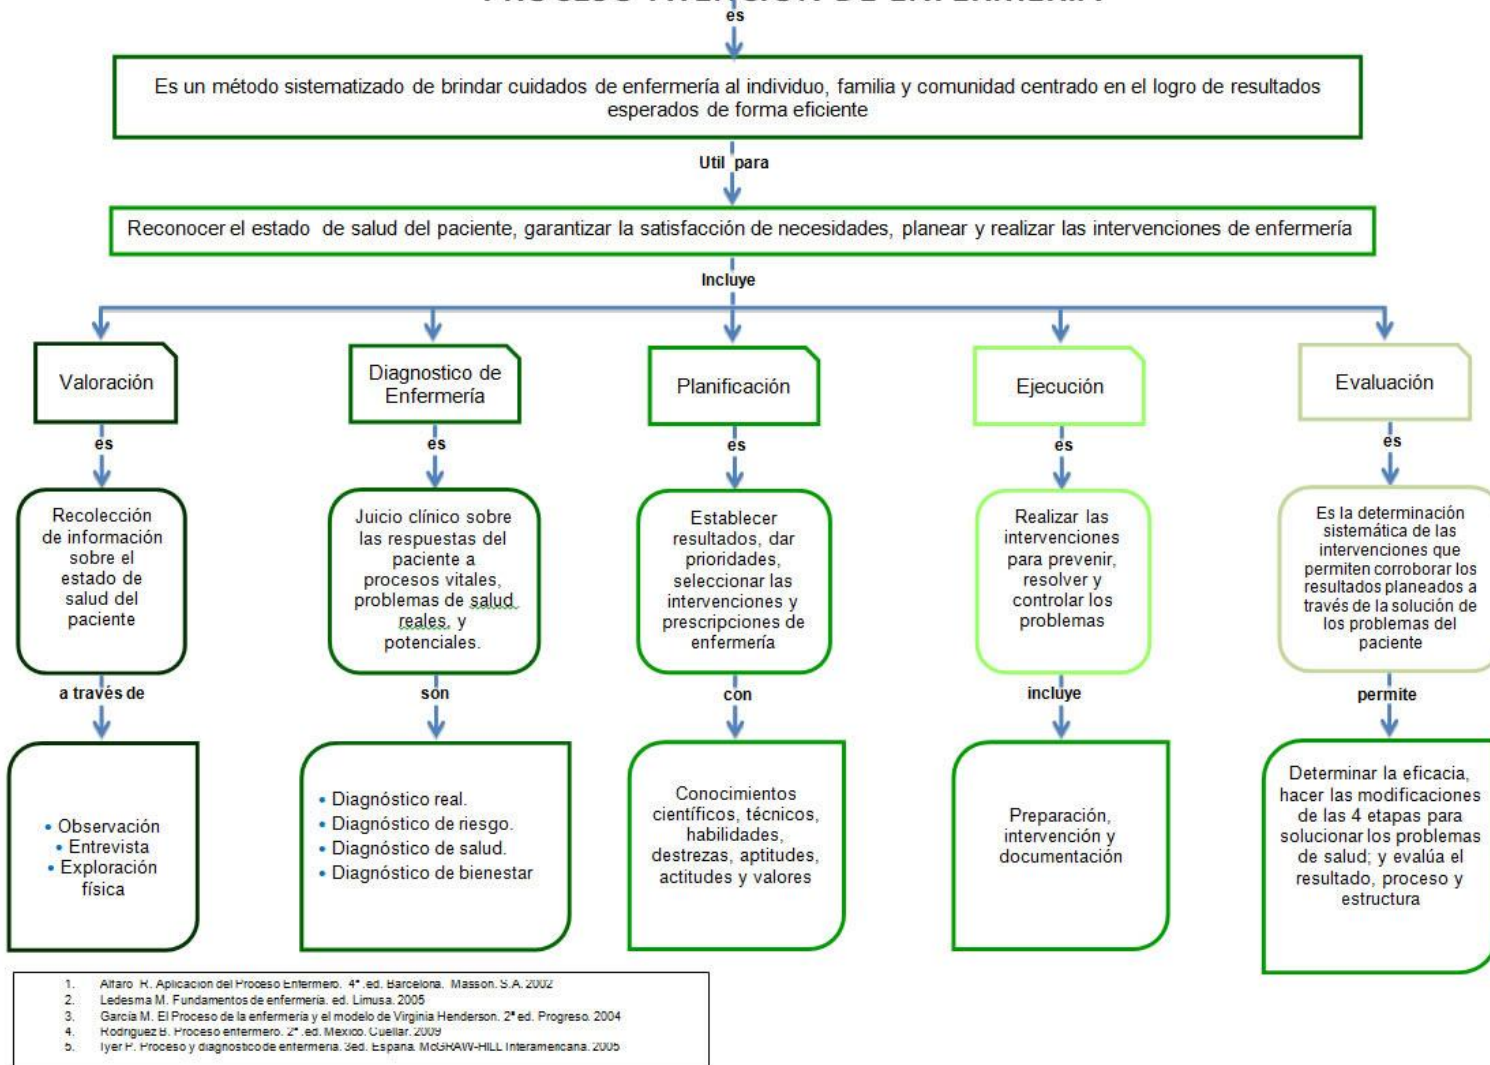 PROCESO ATENCIÓN DE ENFERMERÍA
es
Es un método sistematizado de brindar cuidados de enfermería al individuo, familia y comunidad centrado en el logro de resultados
esperados de forma eficiente
Util para
Reconocer el estado de salud del paciente, garantizar la satisfacción de necesidades, planear y realizar las intervenciones de enfermería
Incluye
Valoración
es
Recolección
de información
sobre el
estado de
salud del
paciente
a través de
• Observación
• Entrevista
• Exploración
física
Diagnostico de
Enfermería
es
Juicio clínico sobre
las respuestas del
paciente a
procesos vitales,
problemas de salud
reales, y
potenciales.
son
• Diagnóstico real.
• Diagnóstico de riesgo.
• Diagnóstico de salud.
• Diagnóstico de bienestar
Planificación
es
Establecer
resultados, dar
prioridades,
seleccionar las
intervenciones y
prescripciones de
enfermería
con
Conocimientos
científicos, técnicos,
habilidades,
destrezas, aptitudes,
actitudes y valores
Ejecución
es
Realizar las
intervenciones
para prevenir,
resolver y
controlar los
problemas
incluye
Preparación,
intervención y
documentación
Evaluación
es
Es la determinación
sistemática de las
intervenciones que
permiten corroborar los
resultados planeados a
través de la solución de
los problemas del
paciente
permite
Determinar la eficacia,
hacer las modificaciones
de las 4 etapas para
solucionar los problemas
de salud; y evalúa el
resultado, proceso y
estructura
1. Alfaro R. Aplicación del Proceso Enfermero. 4ª .ed. Barcelona. Masson. S.A. 2002
2. Ledesma M. Fundamentos de enfermería. ed. Limusa. 2005
3. García M. El Proceso de la enfermería y el modelo de Virginia Henderson. 2ª ed. Progreso. 2004
4. Rodríguez B. Proceso enfermero. 2ª .ed. México. Cuellar. 2009
5. Iyer P. Proceso y diagnostico de enfermería. 3ed. España. McGRAW-HILL Interamericana. 2005